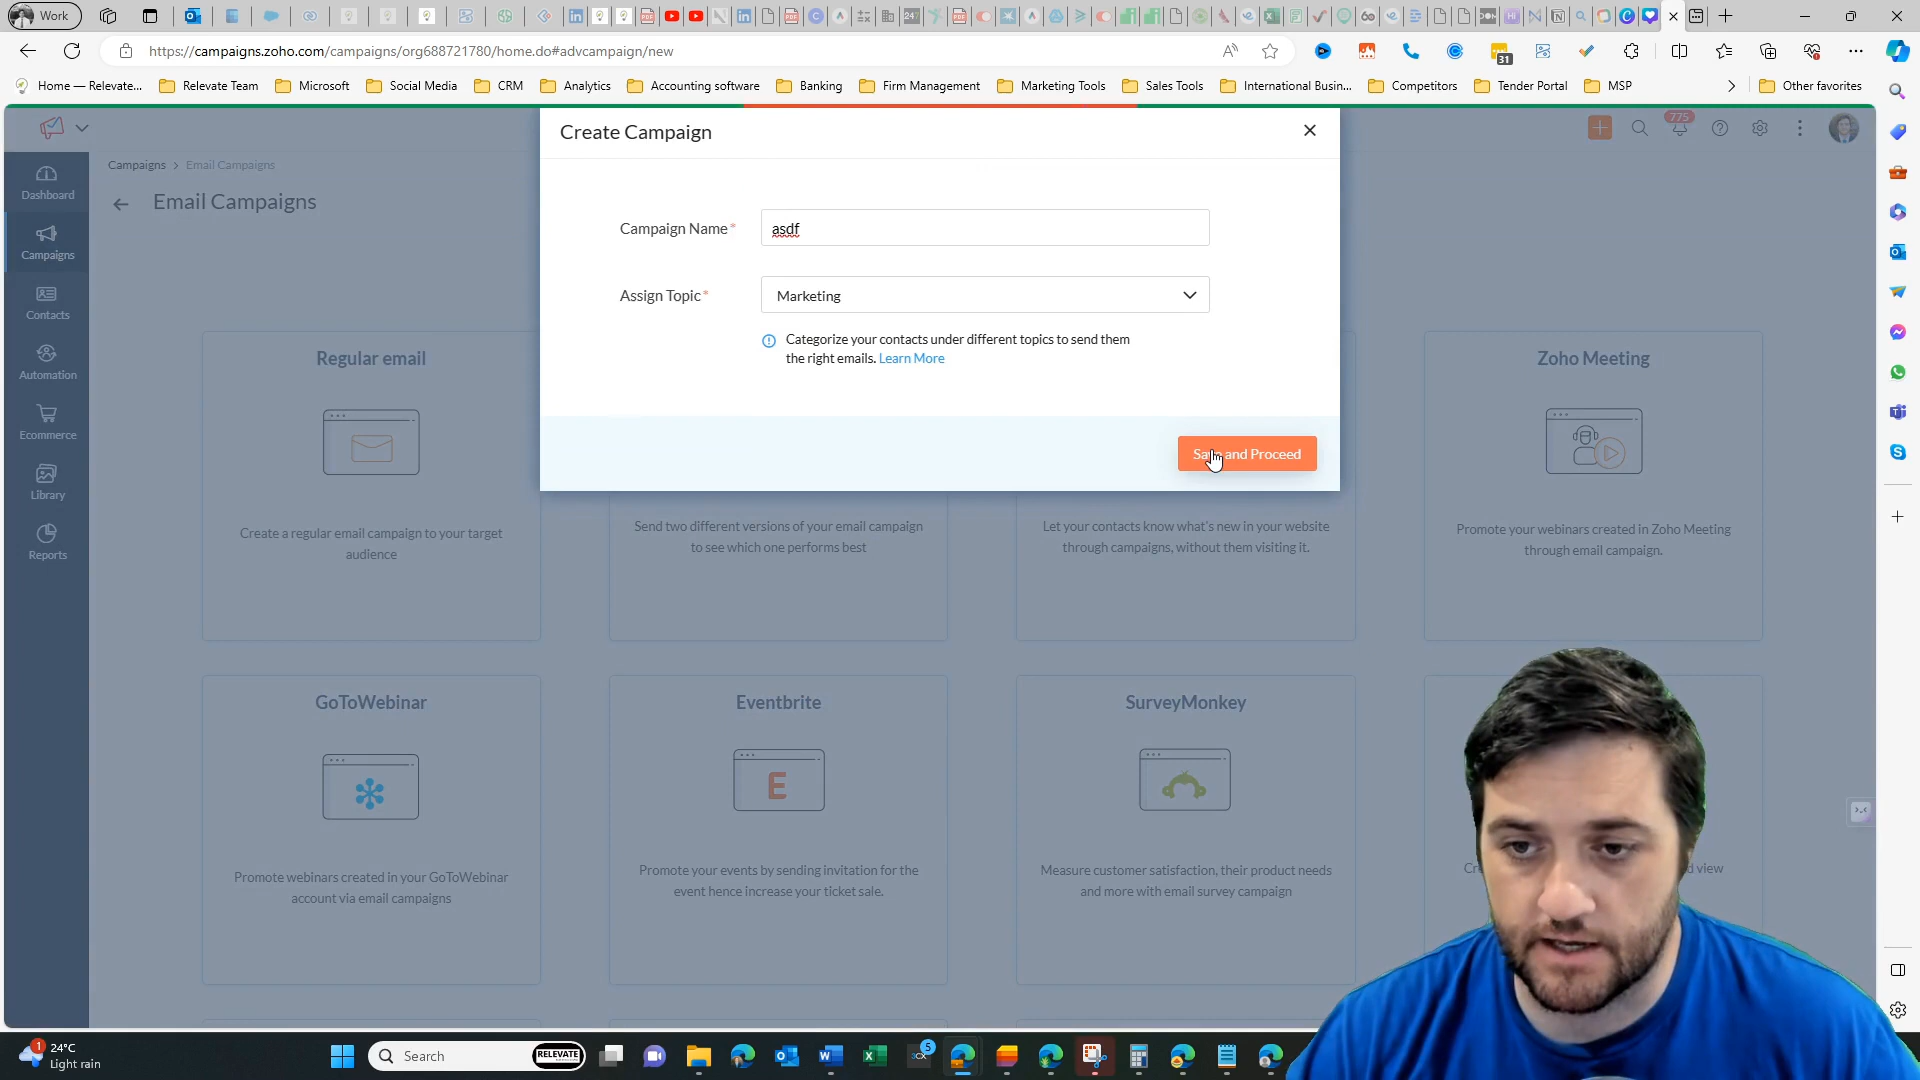 Work
24/7
https://campaigns.zoho.com/campaigns/org688721780/home.do#advcampaign/new
31
Home — Relevate...
Relevate Team
Microsoft
Social Media
CRM
Analytics
Accounting software
Banking
Firm Management
Marketing Tools
Sales Tools
International Busin...
Competitors
Tender Portal
MSP
Other favorites
Create Campaign
775
Campaigns > Email Campaigns
Email Campaigns
Dashboard
Campaigns
Contacts
Automation
Ecommerce
Library
Reports
Campaign Name*
asdf
Assign Topic*
Marketing
Categorize your contacts under different topics to send them
the right emails. Learn More
and Proceed
Regular email
Create a regular email campaign to your target
audience
Send two different versions of your email campaign
to see which one performs best
Let your contacts know what's new in your website
through campaigns, without them visiting it.
Zoho Meeting
Promote your webinars created in Zoho Meeting
through email campaign.
GoToWebinar
Promote webinars created in your GoToWebinar
account via email campaigns
Eventbrite
E
Promote your events by sending invitation for the
event hence increase your ticket sale.
SurveyMonkey
Measure customer satisfaction, their product needs
and more with email survey campaign
d view
1
24°C
Light rain
Search
RELEVATE
5